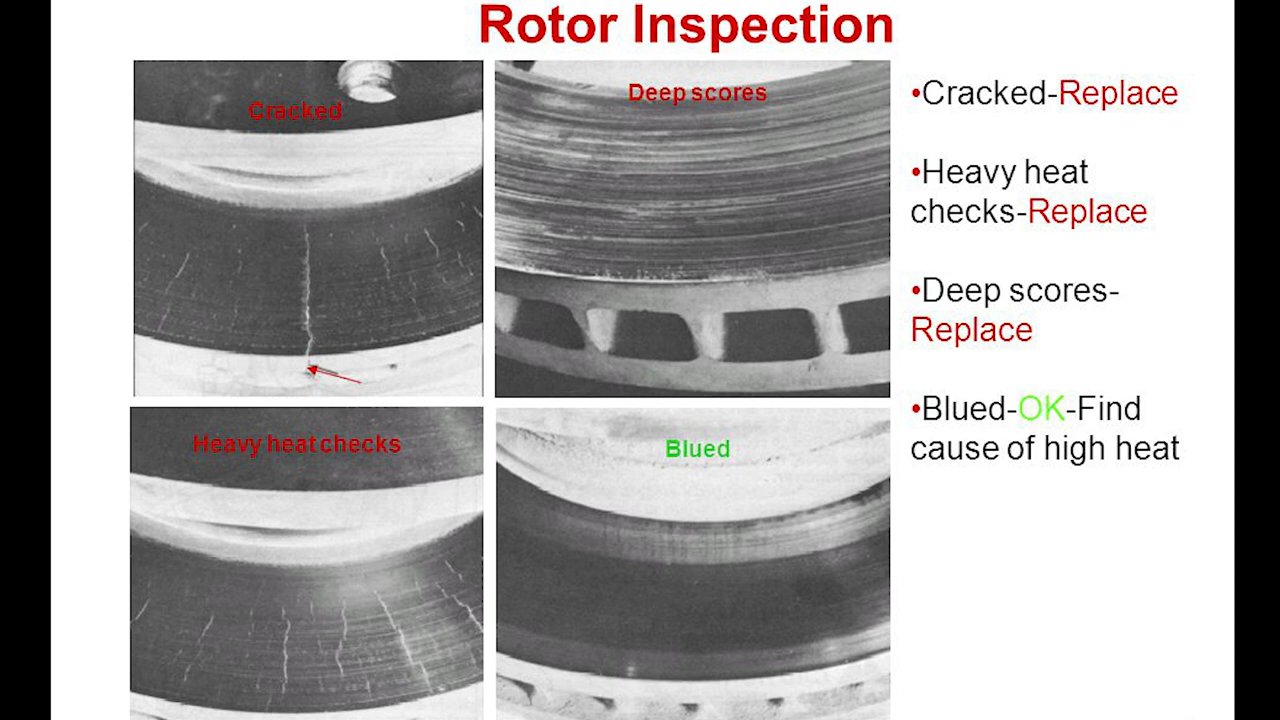 Rotor Inspection
Cracked
Deep scores
Heavy heat checks
Blued
•Cracked-Replace
•Heavy heat
checks-Replace
•Deep scores-
Replace
•Blued-OK-Find
cause of high heat